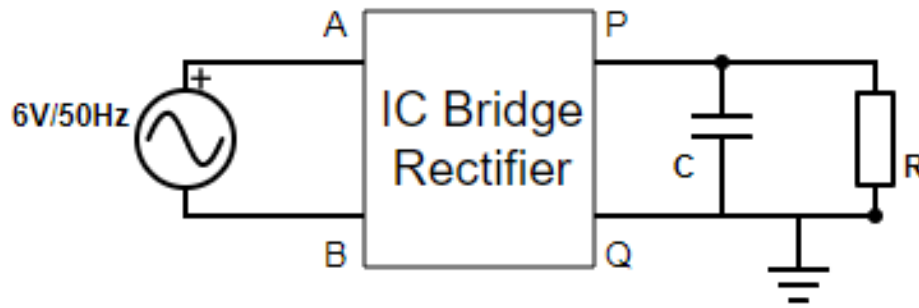 A
P
6V/50Hz
+
IC Bridge
Rectifier
C
R
B
Q